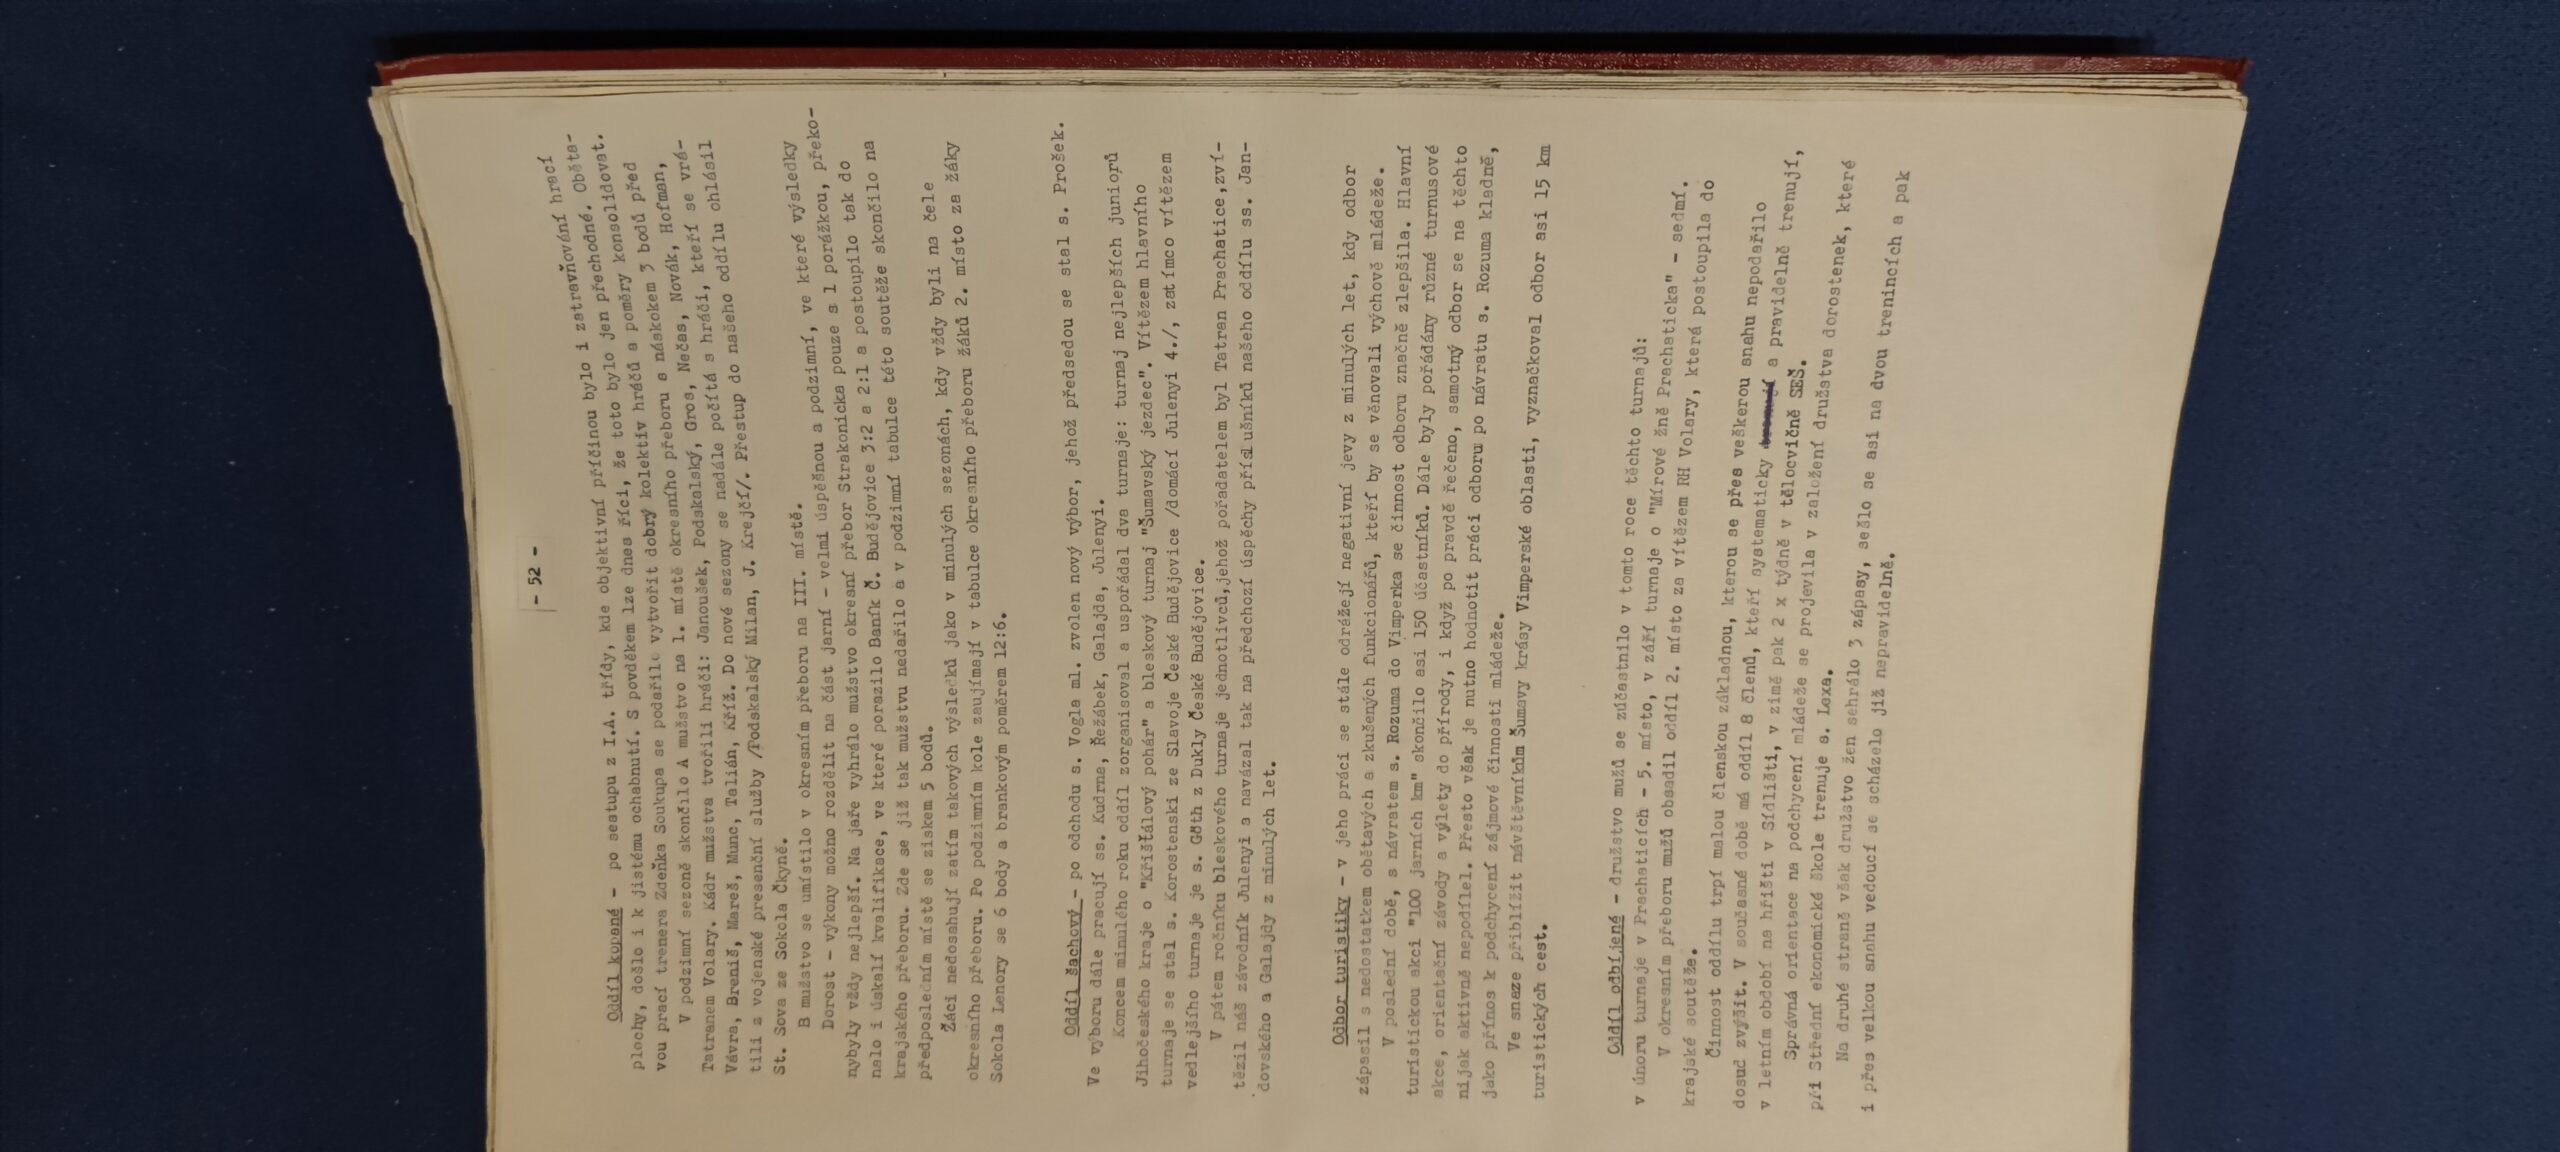 - 52 -
Oddíl kopané - po sestupu z I.A. třídy, kde objektivní příčinou bylo i zatravňování hrací
plochy, došlo i k jistému ochabnutí. S povděkem lze dnes říci, že toto bylo jen přechodné. Oběta-
vou prací trenera Zdeňka Soukupa se podařilo vytvořit dobrý kolektiv hráčů a poměry konsolidovat.
V podzimní sezoně skončilo A mužstvo na 1. místě okresního přeboru s náskokem 3 bodů před
Tatranem Volary. Kádr mužstva tvořili hráči: Janoušek, Podskalský, Gros, Nečas, Novák, Hofman,
Vávra, Breniš, Mareš, Munc, Talián, Kříž. Do nové sezony se nadále počítá s hráči, kteří se vrá-
tili z vojenské presenční služby /Podskalský Milan, J. Krejčí/. Přestup do našeho oddílu ohlásil
St. Sova ze Sokola Čkyně.
B mužstvo se umístilo v okresním přeboru na III. místě.
Dorost - výkony možno rozdělit na část jarní - velmi úspěšnou a podzimní, ve které výsledky
nybyly vždy nejlepší. Na jaře vyhrálo mužstvo okresní přebor Strakonicka pouze s 1 porážkou, překo-
nalo i úskalí kvalifikace, ve které porazilo Baník Č. Budějovice 3:2 a 2:1 a postoupilo tak do
krajského přeboru. Zde se již tak mužstvu nedařilo a v podzimní tabulce této soutěže skončilo na
předposledním místě se ziskem 5 bodů.
Žáci nedosahují zatím takových výsledků jako v minulých sezonách, kdy vždy byli na čele
okresního přeboru. Po podzimním kole zaujímají v tabulce okresního přeboru žáků 2. místo za žáky
Sokola Lenory se 6 body a brankovým poměrem 12:6.
Oddíl šachový - po odchodu s. Vogla ml. zvolen nový výbor, jehož předsedou se stal s. Prošek.
Ve výboru dále pracují ss. Kudrna, Řežábek, Galajda, Julenyi.
Koncem minulého roku oddíl zorganisoval a uspořádal dva turnaje: turnaj nejlepších juniorů
Jihočeského kraje o "Křišťálový pohár" a bleskový turnaj "Šumavský jezdec". Vítězem hlavního
turnaje se stal s. Korostenski ze Slavoje České Budějovice /domácí Julenyi 4./, zatímco vítězem
vedlejšího turnaje je s. Göth z Dukly České Budějovice.
V pátem ročníku bleskového turnaje jednotlivců,jehož pořadatelem byl Tatran Prachatice,zví-
tězil náš závodník Julenyi a navázal tak na předchozí úspěchy příslušníků našeho oddílu ss. Jan-
dovského a Galajdy z minulých let.
Odbor turistiky - v jeho práci se stále odrážejí negativní jevy z minulých let, kdy odbor
zápasil s nedostatkem obětavých a zkušených funkcionářů, kteří by se věnovali výchově mládeže.
V poslední době, s návratem s. Rozuma do Vimperka se činnost odboru značně zlepšila. Hlavní
turistickou akci "100 jarních km" skončilo asi 150 účastníků. Dále byly pořádány různé turnusové
akce, orientační závody a výlety do přírody, i když po pravdě řečeno, samotný odbor se na těchto
nijak aktivně nepodílel. Přesto však je nutno hodnotit práci odboru po návratu s. Rozuma kladně,
jako přínos k podchycení zájmové činnosti mládeže.
Ve snaze přiblížit návštěvníkům Šumavy krásy Vimperské oblasti, vyznačkoval odbor asi 15 km
turistických cest.
Oddíl odbíjené - družstvo mužů se zúčastnilo v tomto roce těchto turnajů:
v únoru turnaje v Prachaticích - 5. místo, v září turnaje o "Mírové žně Prachaticka" - sedmí.
V okresním přeboru mužů obsadil oddíl 2. místo za vítězem RH Volary, která postoupila do
krajské soutěže.
Činnost oddílu trpí malou členskou základnou, kterou se přes veškerou snahu nepodařilo
dosud zvýšit. V současné době má oddíl 8 členů, kteří systematicky trenují a pravidelně trenují,
v letním období na hřišti v Sídlišti, v zimě pak 2 x týdně v tělocvičně SEŠ.
Správná orientace na podchycení mládeže se projevila v založení družstva dorostenek, které
při Střední ekonomické škole trenuje s. Lexa.
Na druhé straně však družstvo žen sehrálo 3 zápasy, sešlo se asi na dvou trenincích a pak
i přes velkou snahu vedoucí se scházelo již nepravidelně.